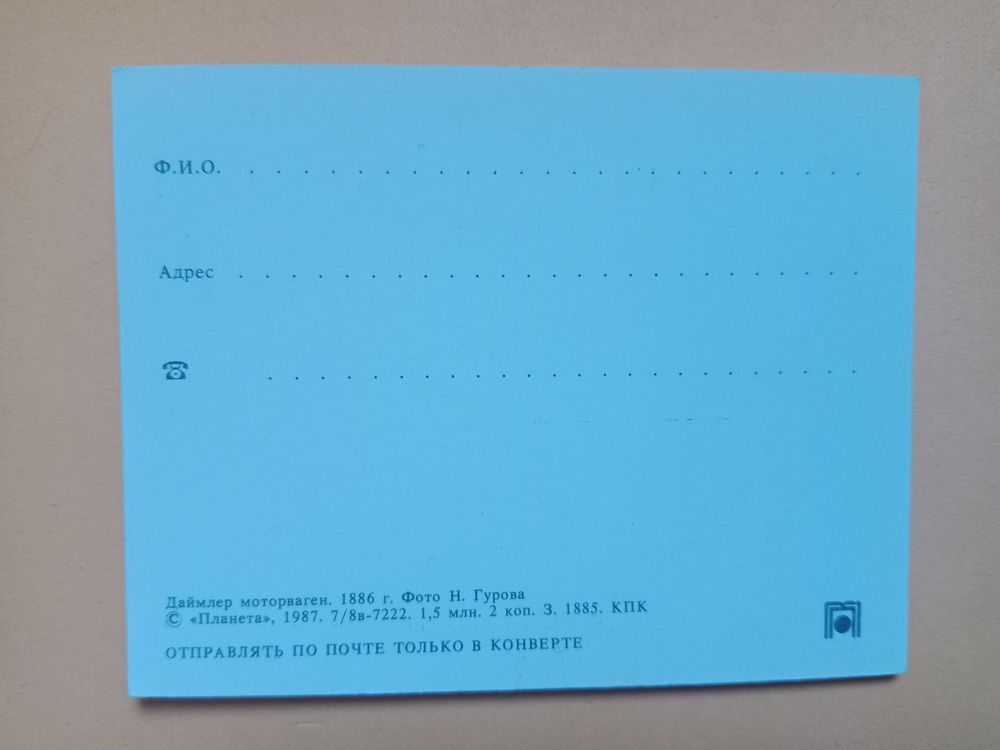 Ф.И.О. . . . . . . . . . . . . . . . . . . . . . . .
Адрес . . . . . . . . . . . . . . . . . . . . . . . .
☎ . . . . . . . . . . . . . . . . . . . . . . .
Даймлер моторваген. 1886 г. Фото Н. Гурова
© «Планета», 1987. 7/8в-7222. 1,5 млн. 2 коп. З. 1885. КПК
ОТПРАВЛЯТЬ ПО ПОЧТЕ ТОЛЬКО В КОНВЕРТЕ